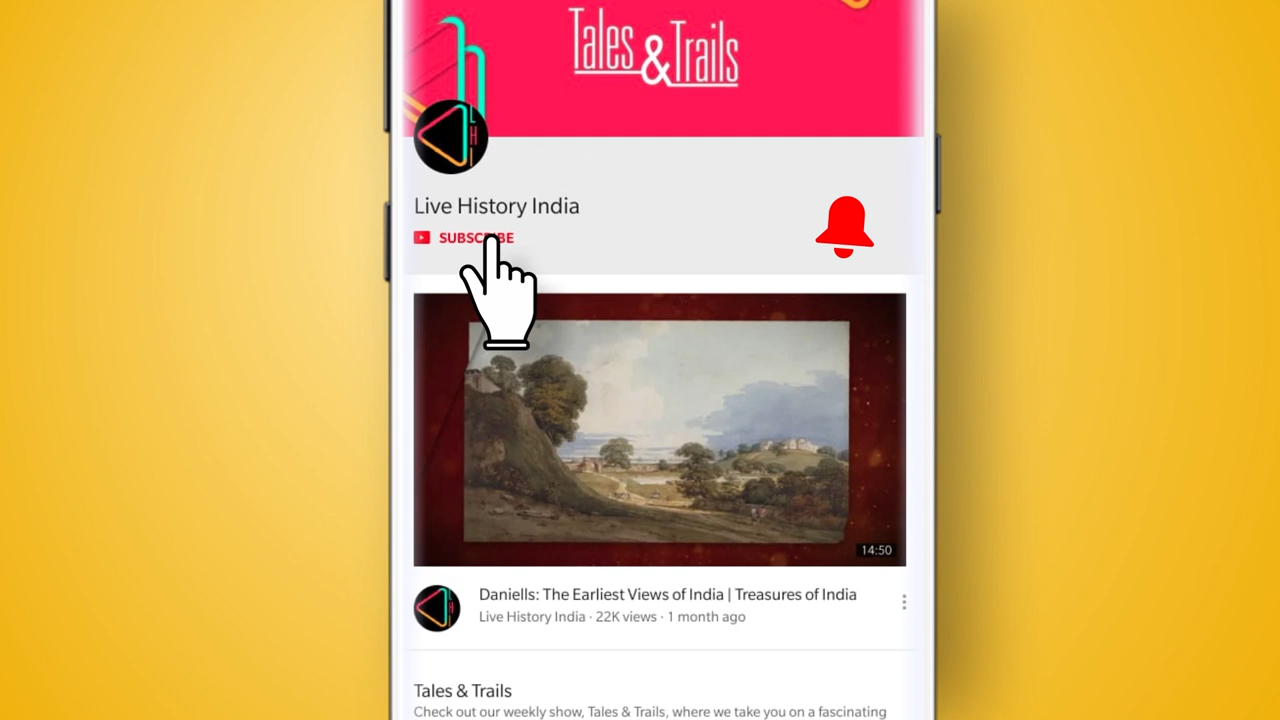 Tales & Trails
LHI
Live History India
SUBSCRIBE
14:50
Daniells: The Earliest Views of India | Treasures of India
Live History India · 22K views · 1 month ago
LHI
Tales & Trails
Check out our weekly show, Tales & Trails, where we take you on a fascinating